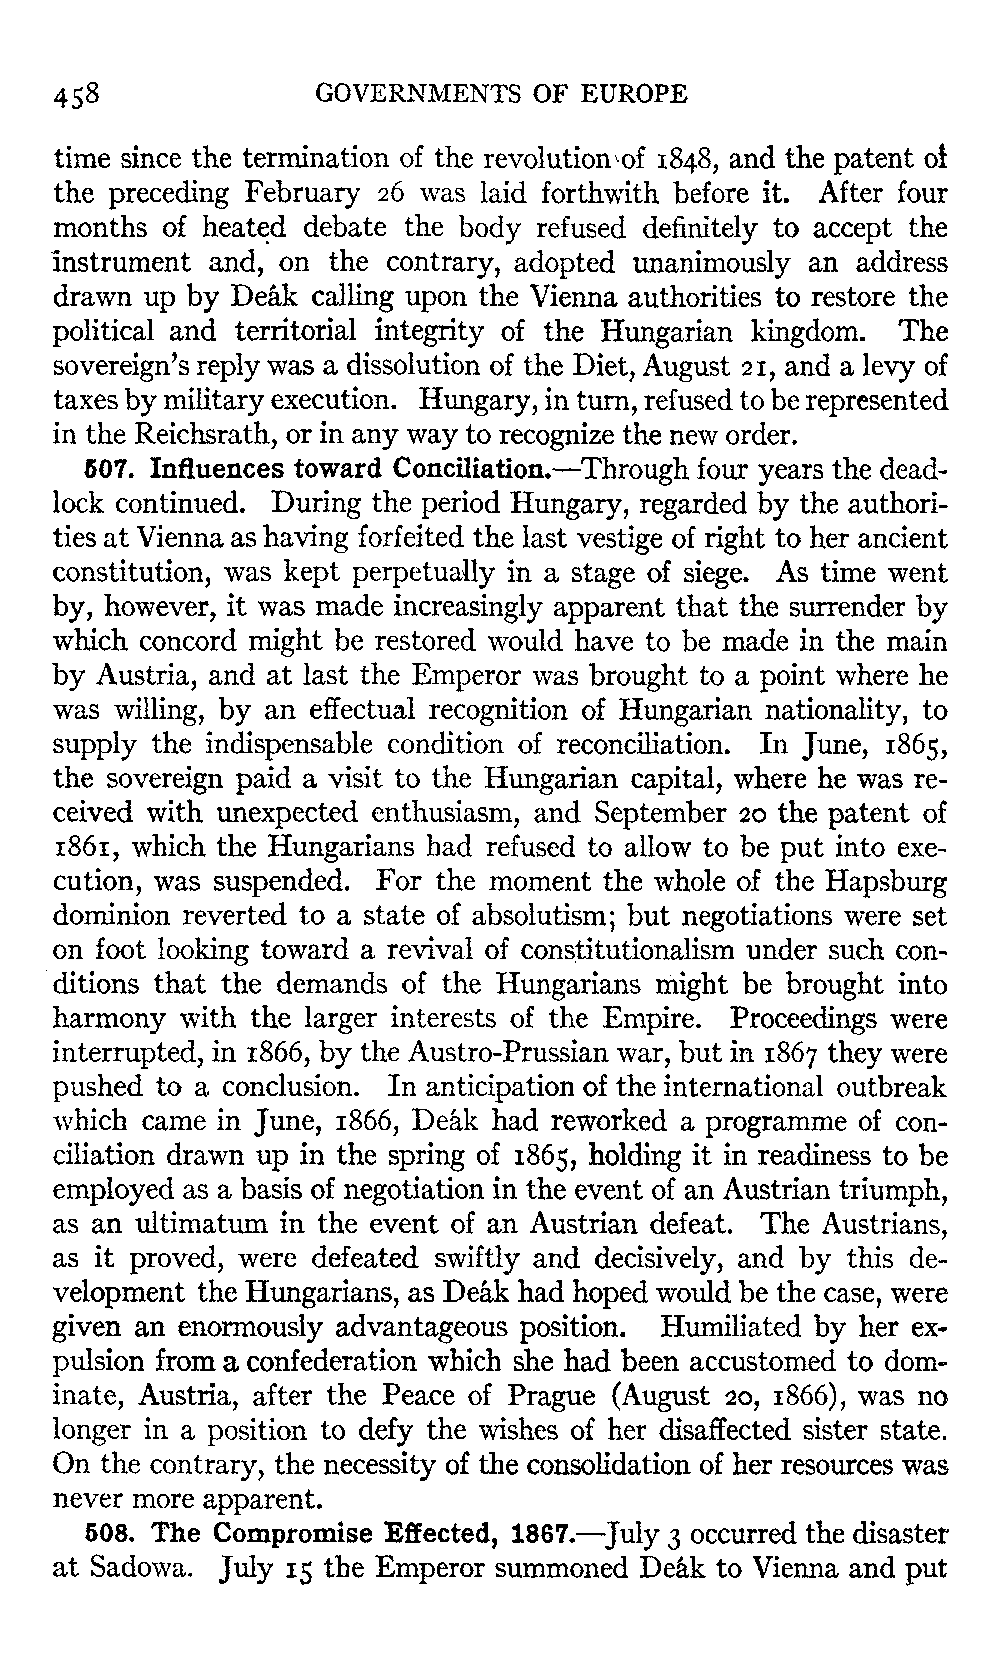 458 GOVERNMENTS OF EUROPE
time since the termination of the revolution of 1848, and the patent of
the preceding February 26 was laid forthwith before it. After four
months of heated debate the body refused definitely to accept the
instrument and, on the contrary, adopted unanimously an address
drawn up by Deák calling upon the Vienna authorities to restore the
political and territorial integrity of the Hungarian kingdom. The
sovereign's reply was a dissolution of the Diet, August 21, and a levy of
taxes by military execution. Hungary, in turn, refused to be represented
in the Reichsrath, or in any way to recognize the new order.
507. Influences toward Conciliation.—Through four years the dead-
lock continued. During the period Hungary, regarded by the authori-
ties at Vienna as having forfeited the last vestige of right to her ancient
constitution, was kept perpetually in a stage of siege. As time went
by, however, it was made increasingly apparent that the surrender by
which concord might be restored would have to be made in the main
by Austria, and at last the Emperor was brought to a point where he
was willing, by an effectual recognition of Hungarian nationality, to
supply the indispensable condition of reconciliation. In June, 1865,
the sovereign paid a visit to the Hungarian capital, where he was re-
ceived with unexpected enthusiasm, and September 20 the patent of
1861, which the Hungarians had refused to allow to be put into exe-
cution, was suspended. For the moment the whole of the Hapsburg
dominion reverted to a state of absolutism; but negotiations were set
on foot looking toward a revival of constitutionalism under such con-
ditions that the demands of the Hungarians might be brought into
harmony with the larger interests of the Empire. Proceedings were
interrupted, in 1866, by the Austro-Prussian war, but in 1867 they were
pushed to a conclusion. In anticipation of the international outbreak
which came in June, 1866, Deák had reworked a programme of con-
ciliation drawn up in the spring of 1865, holding it in readiness to be
employed as a basis of negotiation in the event of an Austrian triumph,
as an ultimatum in the event of an Austrian defeat. The Austrians,
as it proved, were defeated swiftly and decisively, and by this de-
velopment the Hungarians, as Deák had hoped would be the case, were
given an enormously advantageous position. Humiliated by her ex-
pulsion from a confederation which she had been accustomed to dom-
inate, Austria, after the Peace of Prague (August 20, 1866), was no
longer in a position to defy the wishes of her disaffected sister state.
On the contrary, the necessity of the consolidation of her resources was
never more apparent.
508. The Compromise Effected, 1867.—July 3 occurred the disaster
at Sadowa. July 15 the Emperor summoned Deák to Vienna and put